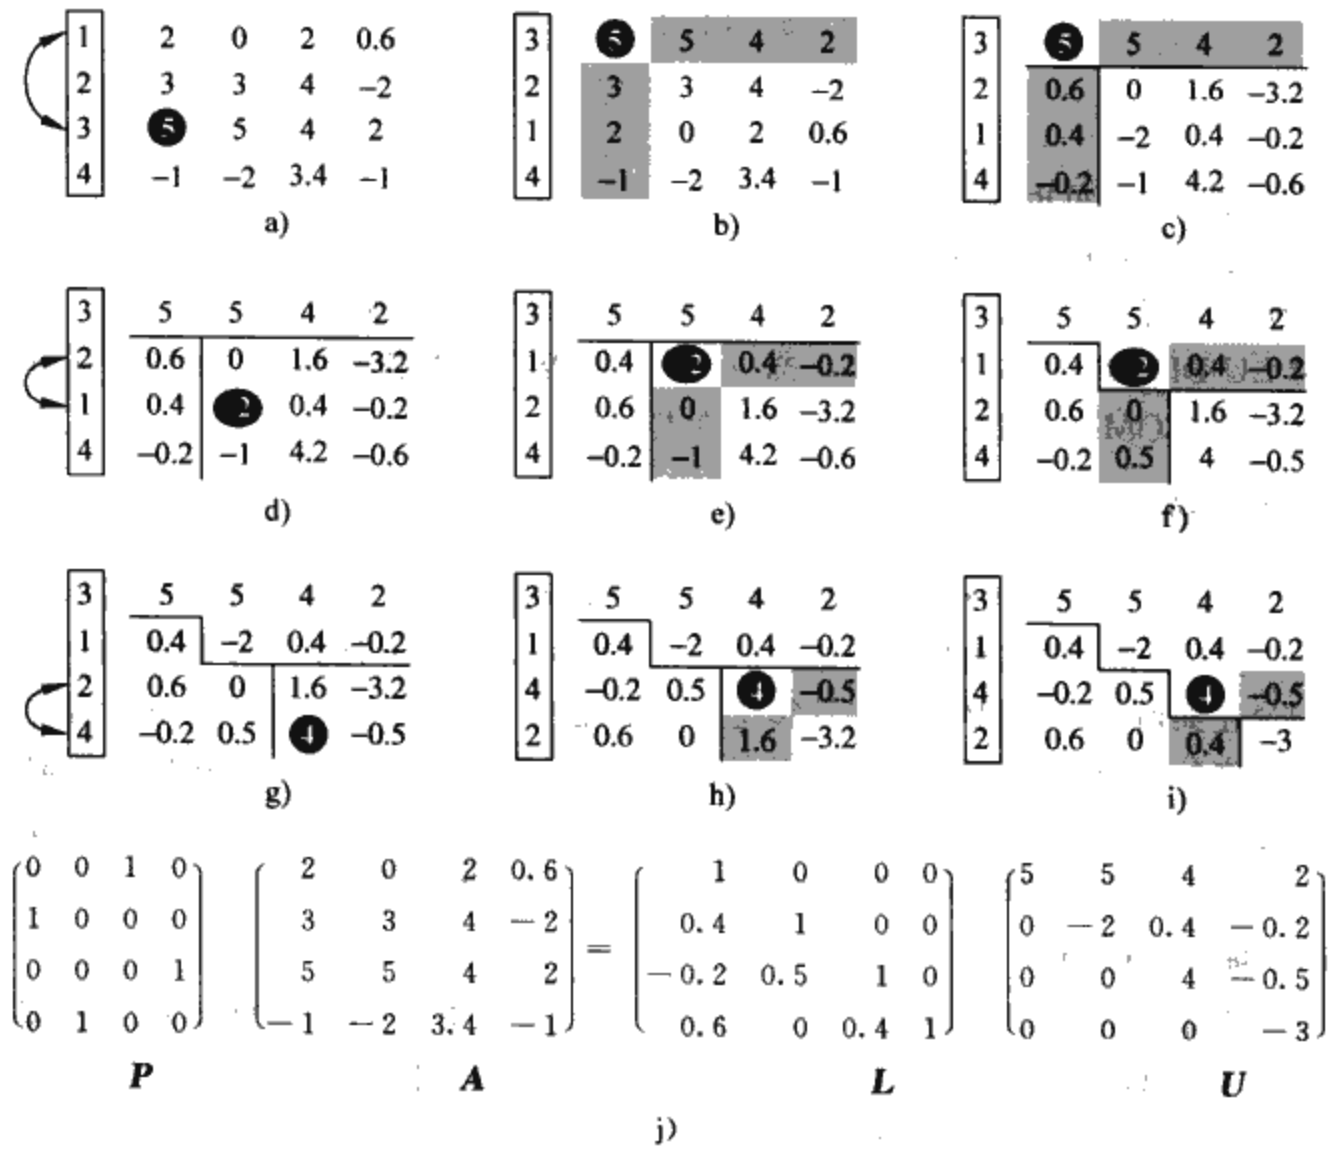 1 2 0 2 0.6 3 5 5 4 2 3 5 5 4 2
2 3 3 4 –2 2 3 3 4 –2 2 0.6 0 1.6 –3.2
3 5 5 4 2 1 2 0 2 0.6 1 0.4 –2 0.4 –0.2
4 –1 –2 3.4 –1 4 –1 –2 3.4 –1 4 –0.2 –1 4.2 –0.6
a) b) c)
3 5 5 4 2 3 5 5 4 2 3 5 5 4 2
2 0.6 0 1.6 –3.2 1 0.4 2 0.4 –0.2 1 0.4 2 0.4 –0.2
1 0.4 2 0.4 –0.2 2 0.6 0 1.6 –3.2 2 0.6 0 1.6 –3.2
4 –0.2 –1 4.2 –0.6 4 –0.2 –1 4.2 –0.6 4 –0.2 0.5 4 –0.5
d) e) f)
3 5 5 4 2 3 5 5 4 2 3 5 5 4 2
1 0.4 –2 0.4 –0.2 1 0.4 –2 0.4 –0.2 1 0.4 –2 0.4 –0.2
2 0.6 0 1.6 –3.2 4 –0.2 0.5 4 –0.5 4 –0.2 0.5 4 –0.5
4 –0.2 0.5 4 –0.5 2 0.6 0 1.6 –3.2 2 0.6 0 0.4 –3
g) h) i)
0 0 1 0 2 0 2 0.6 1 0 0 0 5 5 4 2
1 0 0 0 3 3 4 –2 0.4 1 0 0 0 –2 0.4 –0.2
0 0 0 1 5 5 4 2 = –0.2 0.5 1 0 0 0 4 –0.5
0 1 0 0 –1 –2 3.4 –1 0.6 0 0.4 1 0 0 0 –3
P A L U
j)